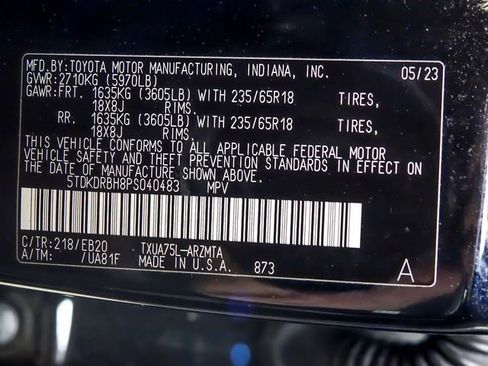 MFD.BY:TOYOTA MOTOR MANUFACTURING, INDIANA, INC. 05/23
GVWR:2710KG (5970LB)
GAWR:FRT. 1635KG (3605LB) WITH 235/65R18 TIRES,
18X8J RIMS.
RR. 1635KG (3605LB) WITH 235/65R18 TIRES,
18X8J RIMS.
THIS VEHICLE CONFORMS TO ALL APPLICABLE FEDERAL MOTOR
VEHICLE SAFETY AND THEFT PREVENTION STANDARDS IN EFFECT
ON THE DATE OF MANUFACTURE SHOWN ABOVE.
5TDKDRBH8PS040483 MPV
C/TR:218/EB20 TXUA75L-ARZMTA
A/TM: /UA81F MADE IN U.S.A. 873 A